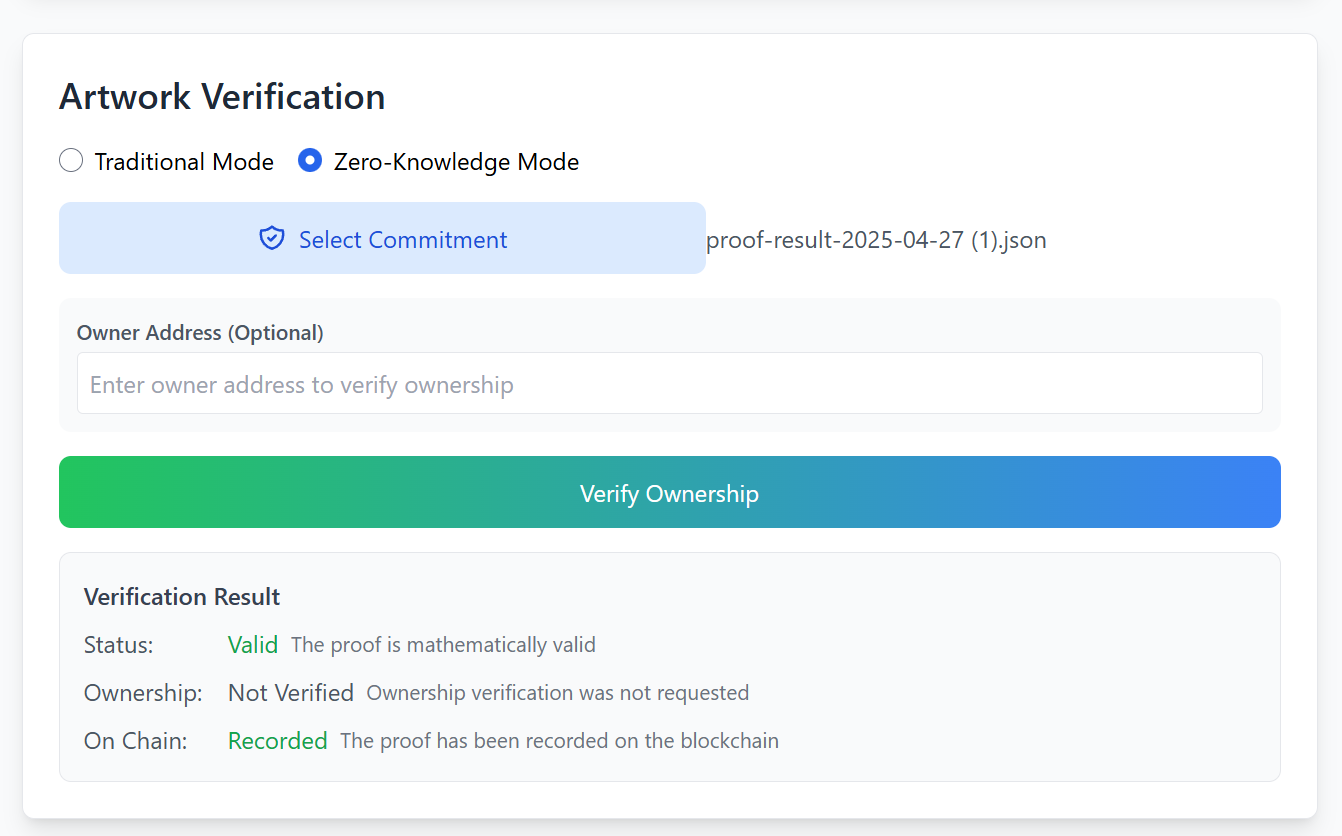 Artwork Verification
Traditional Mode Zero-Knowledge Mode
Select Commitment proof-result-2025-04-27 (1).json
Owner Address (Optional)
Enter owner address to verify ownership
Verify Ownership
Verification Result
Status: Valid The proof is mathematically valid
Ownership: Not Verified Ownership verification was not requested
On Chain: Recorded The proof has been recorded on the blockchain